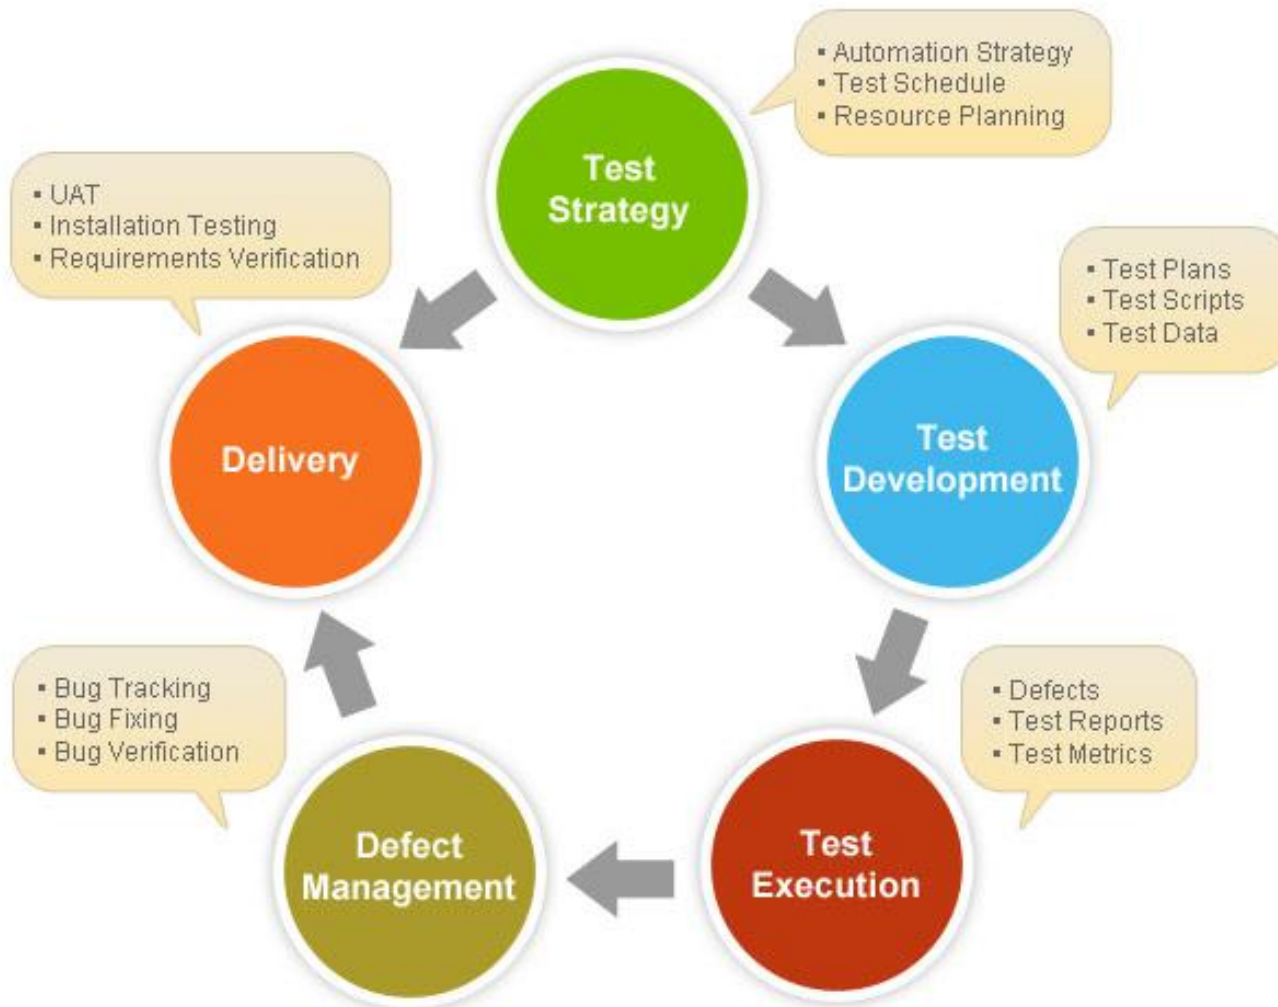 Test
Strategy
▪ Automation Strategy
▪ Test Schedule
▪ Resource Planning
Test
Development
▪ Test Plans
▪ Test Scripts
▪ Test Data
Test
Execution
▪ Defects
▪ Test Reports
▪ Test Metrics
Defect
Management
▪ Bug Tracking
▪ Bug Fixing
▪ Bug Verification
Delivery
▪ UAT
▪ Installation Testing
▪ Requirements Verification